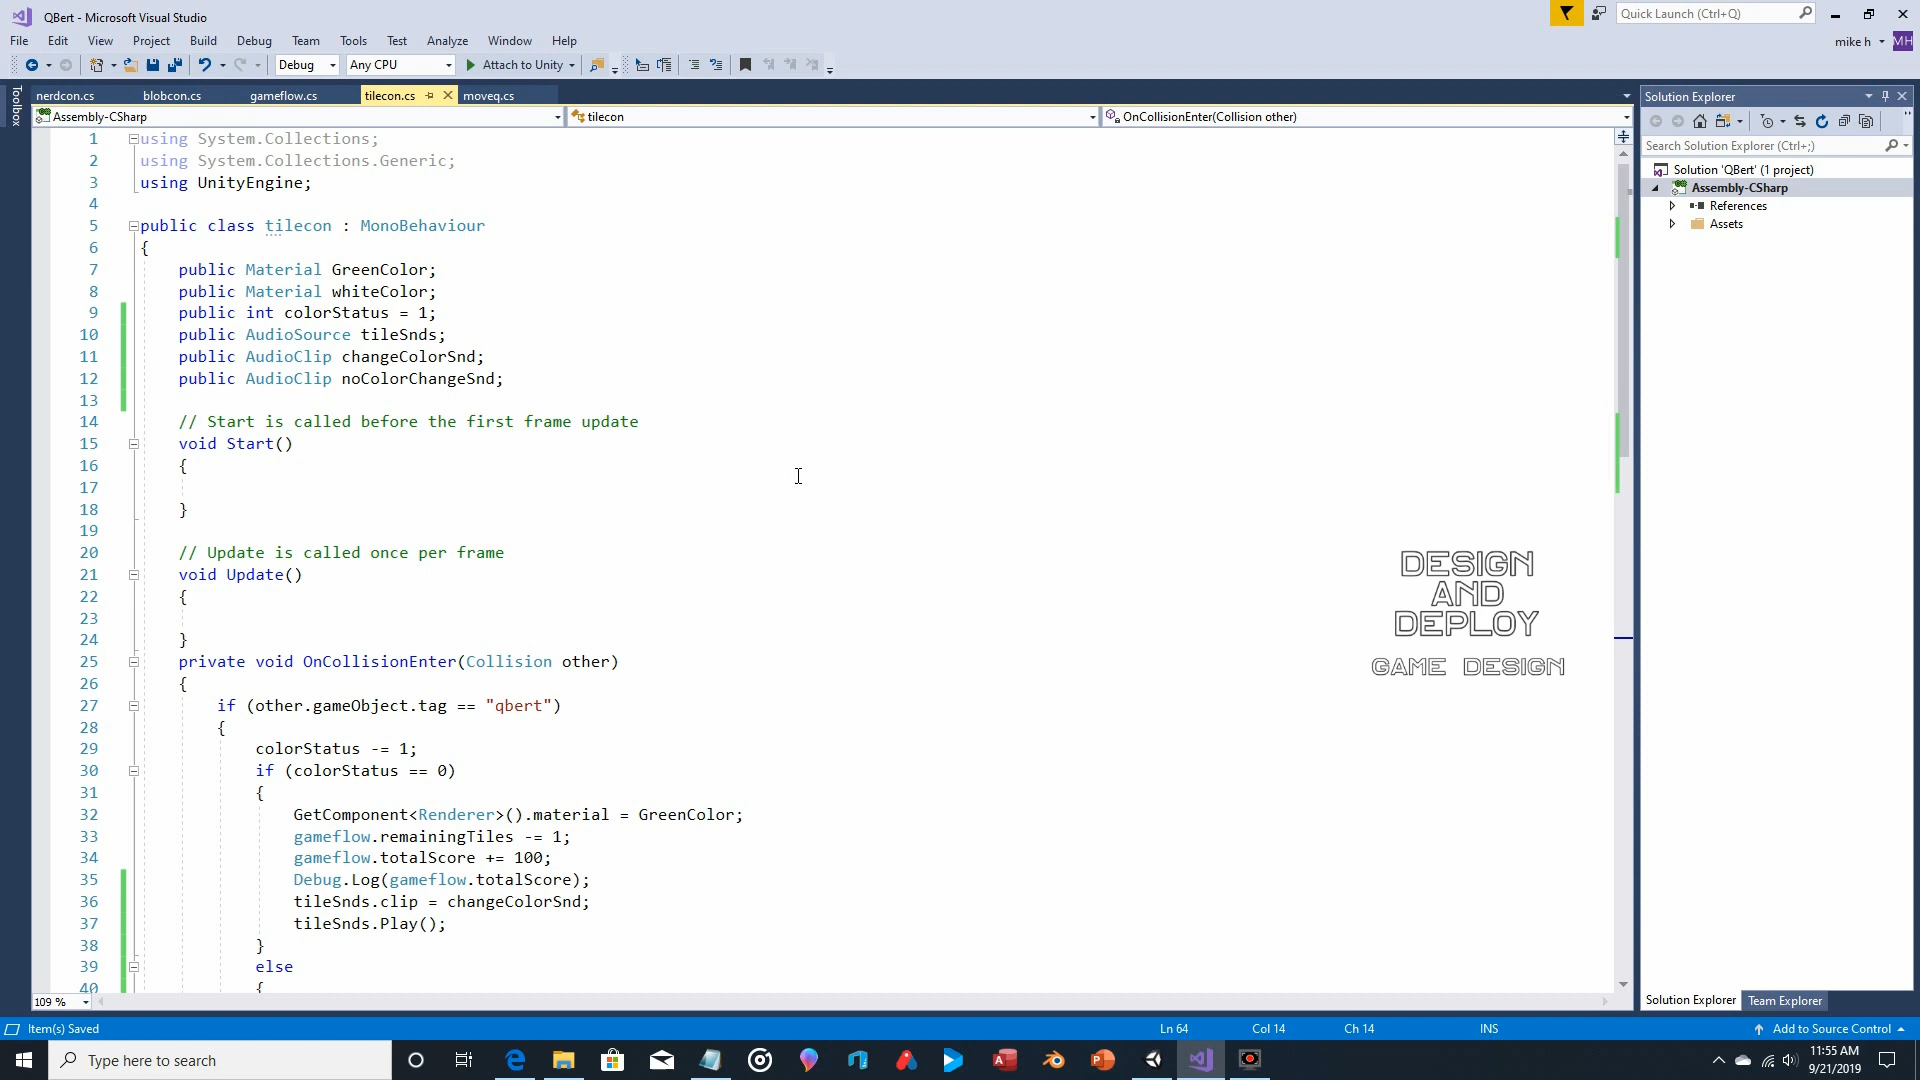 QBert - Microsoft Visual Studio
Quick Launch (Ctrl+Q)
File Edit View Project Build Debug Team Tools Test Analyze Window Help
mike h MH
Debug Any CPU Attach to Unity
Toolbox
nerdcon.cs blobcon.cs gameflow.cs tilecon.cs moveq.cs
Assembly-CSharp tilecon OnCollisionEnter(Collision other)
1 using System.Collections;
2 using System.Collections.Generic;
3 using UnityEngine;
4
5 public class tilecon : MonoBehaviour
6 {
7 public Material GreenColor;
8 public Material whiteColor;
9 public int colorStatus = 1;
10 public AudioSource tileSnds;
11 public AudioClip changeColorSnd;
12 public AudioClip noColorChangeSnd;
13
14 // Start is called before the first frame update
15 void Start()
16 {
17
18 }
19
20 // Update is called once per frame
21 void Update()
22 {
23
24 }
25 private void OnCollisionEnter(Collision other)
26 {
27 if (other.gameObject.tag == "qbert")
28 {
29 colorStatus -= 1;
30 if (colorStatus == 0)
31 {
32 GetComponent<Renderer>().material = GreenColor;
33 gameflow.remainingTiles -= 1;
34 gameflow.totalScore += 100;
35 Debug.Log(gameflow.totalScore);
36 tileSnds.clip = changeColorSnd;
37 tileSnds.Play();
38 }
39 else
40 {
109 %
Solution Explorer
Search Solution Explorer (Ctrl+;)
Solution 'QBert' (1 project)
Assembly-CSharp
References
Assets
DESIGN
AND
DEPLOY
GAME DESIGN
Solution Explorer Team Explorer
Item(s) Saved Ln 64 Col 14 Ch 14 INS Add to Source Control
Type here to search
11:55 AM
9/21/2019